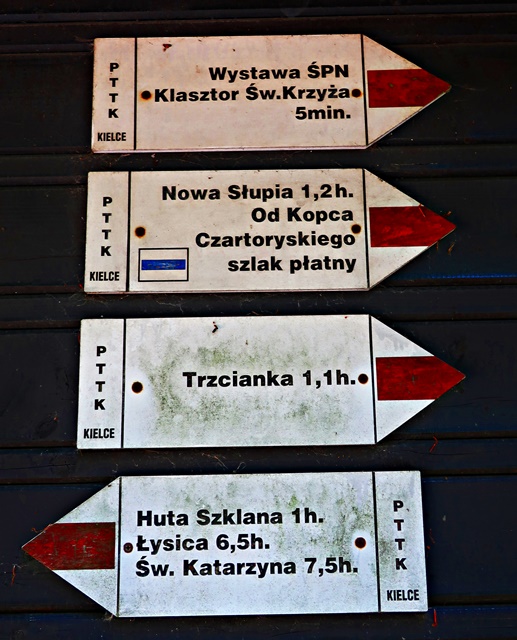 PTTK
KIELCE
Wystawa ŚPN
Klasztor Św.Krzyża
5min.
PTTK
KIELCE
Nowa Słupia 1,2h.
Od Kopca
Czartoryskiego
szlak płatny
PTTK
KIELCE
Trzcianka 1,1h.
Huta Szklana 1h.
Łysica 6,5h.
Św. Katarzyna 7,5h.
PTTK
KIELCE